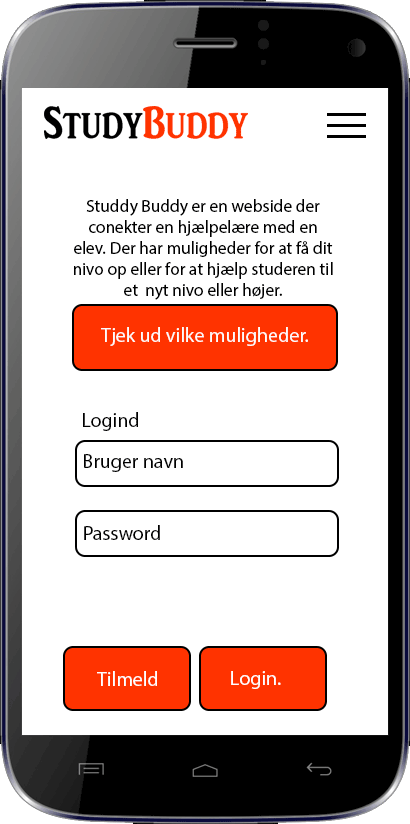 StudyBuddy
Studdy Buddy er en webside der
conekter en hjælpelære med en
elev. Der har muligheder for at få dit
nivo op eller for at hjælp studeren til
et nyt nivo eller højer.
Tjek ud vilke muligheder.
Logind
Bruger navn
Password
Tilmeld
Login.